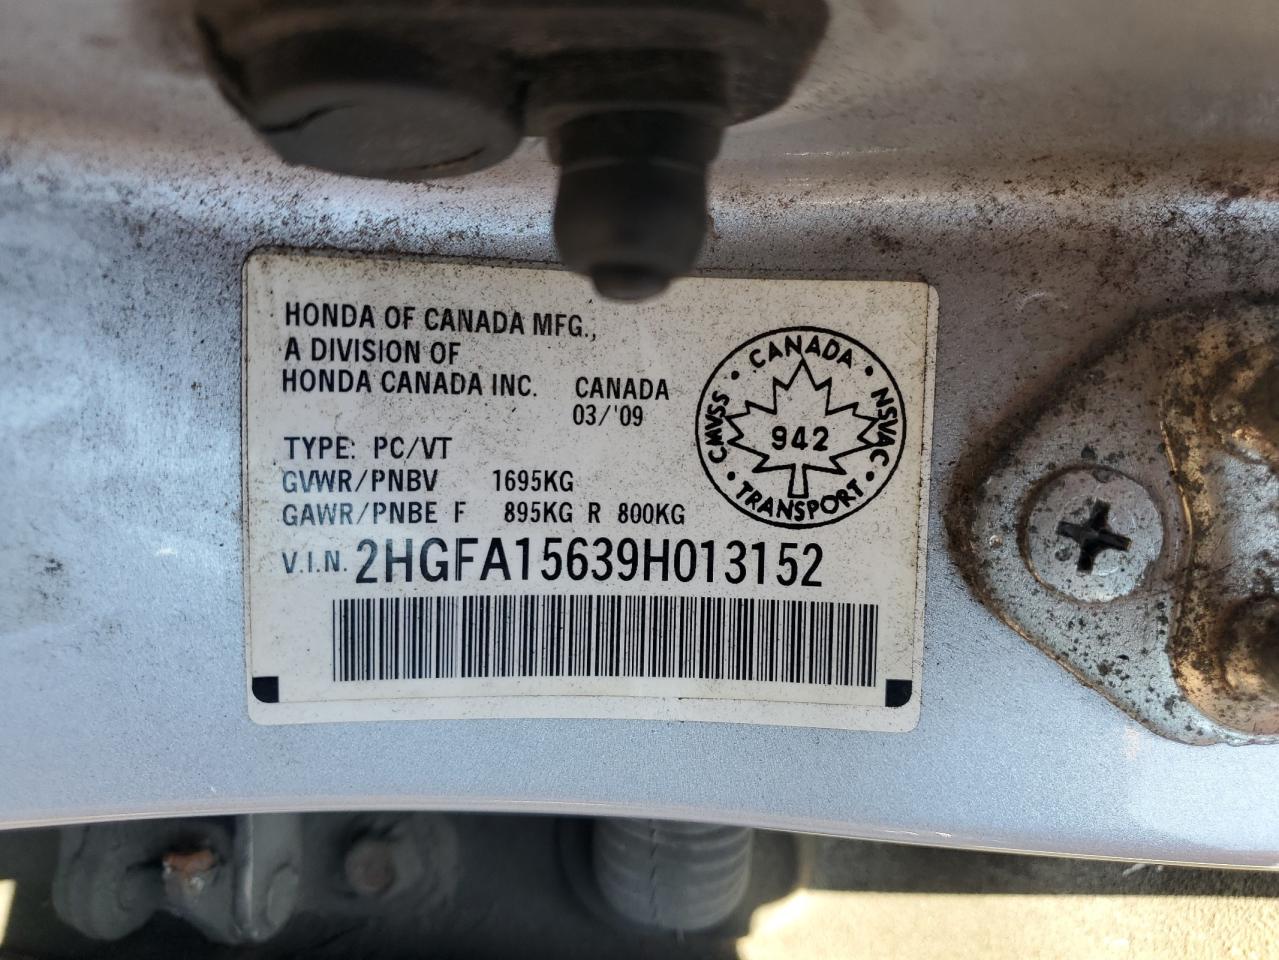 HONDA OF CANADA MFG.,
A DIVISION OF
HONDA CANADA INC. CANADA
03/'09
TYPE: PC/VT
GVWR/PNBV 1695KG
GAWR/PNBE F 895KG R 800KG
V.I.N. 2HGFA15639H013152
CANADA
CMVSS · NSVAC
942
TRANSPORT